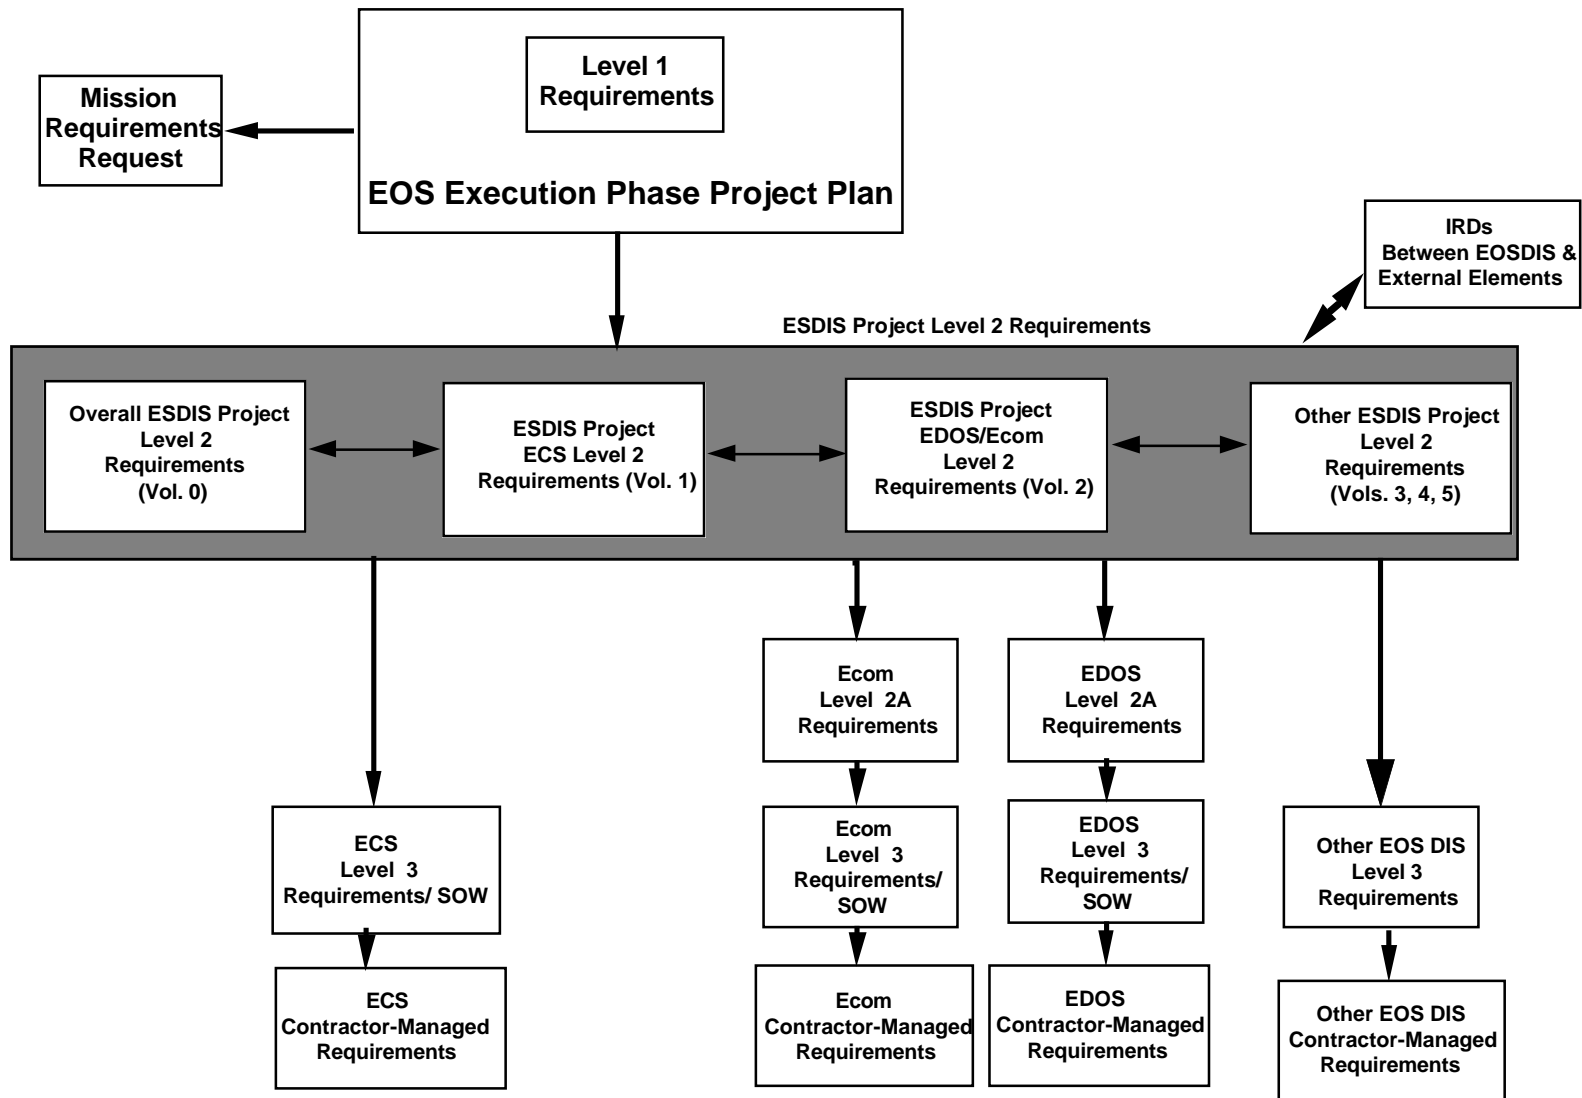 Level 1
Requirements
Mission
Requirements
Request
EOS Execution Phase Project Plan
IRDs
Between EOSDIS &
External Elements
ESDIS Project Level 2 Requirements
Overall ESDIS Project
Level 2
Requirements
(Vol. 0)
ESDIS Project
ECS Level 2
Requirements (Vol. 1)
ESDIS Project
EDOS/Ecom
Level 2
Requirements (Vol. 2)
Other ESDIS Project
Level 2
Requirements
(Vols. 3, 4, 5)
Ecom
Level 2A
Requirements
EDOS
Level 2A
Requirements
ECS
Level 3
Requirements/ SOW
Ecom
Level 3
Requirements/
SOW
EDOS
Level 3
Requirements/
SOW
Other EOS DIS
Level 3
Requirements
ECS
Contractor-Managed
Requirements
Ecom
Contractor-Managed
Requirements
EDOS
Contractor-Managed
Requirements
Other EOS DIS
Contractor-Managed
Requirements